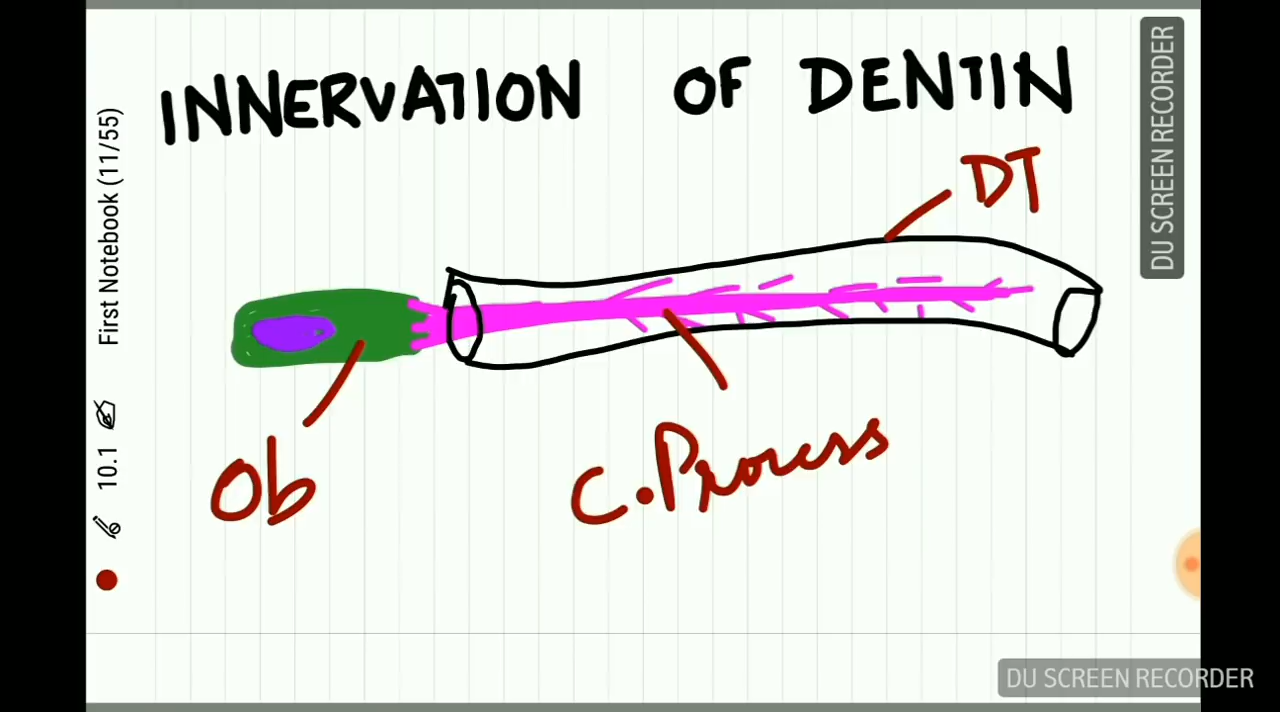 INNERVATION OF DENTIN
DT
Ob
C.Process
First Notebook (11/55)
10.1
DU SCREEN RECORDER
DU SCREEN RECORDER